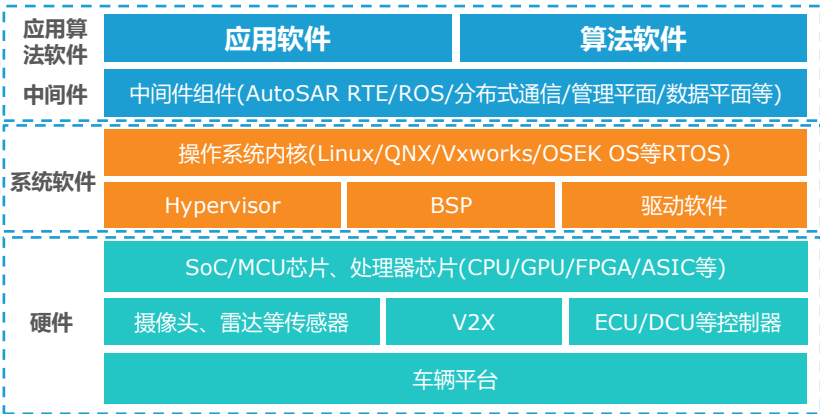 应用算
法软件
应用软件
算法软件
中间件
中间件组件(AutoSAR RTE/ROS/分布式通信/管理平面/数据平面等)
系统软件
操作系统内核(Linux/QNX/Vxworks/OSEK OS等RTOS)
Hypervisor
BSP
驱动软件
硬件
SoC/MCU芯片、处理器芯片(CPU/GPU/FPGA/ASIC等)
摄像头、雷达等传感器
V2X
ECU/DCU等控制器
车辆平台